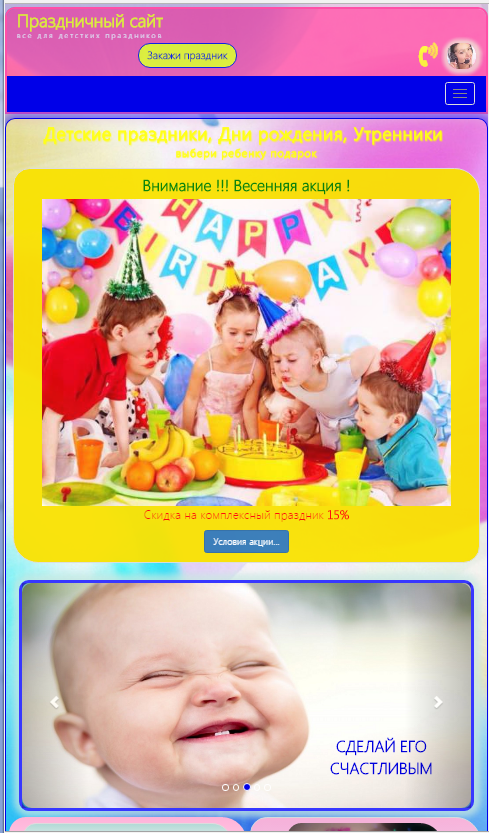 Праздничный сайт
все для детстких праздников
Закажи праздник
Детские праздники, Дни рождения, Утренники
выбери ребенку подарок
Внимание !!! Весенняя акция !
HAPPY
BIRTHDAY
Скидка на комплексный праздник 15%
Условия акции...
СДЕЛАЙ ЕГО
СЧАСТЛИВЫМ